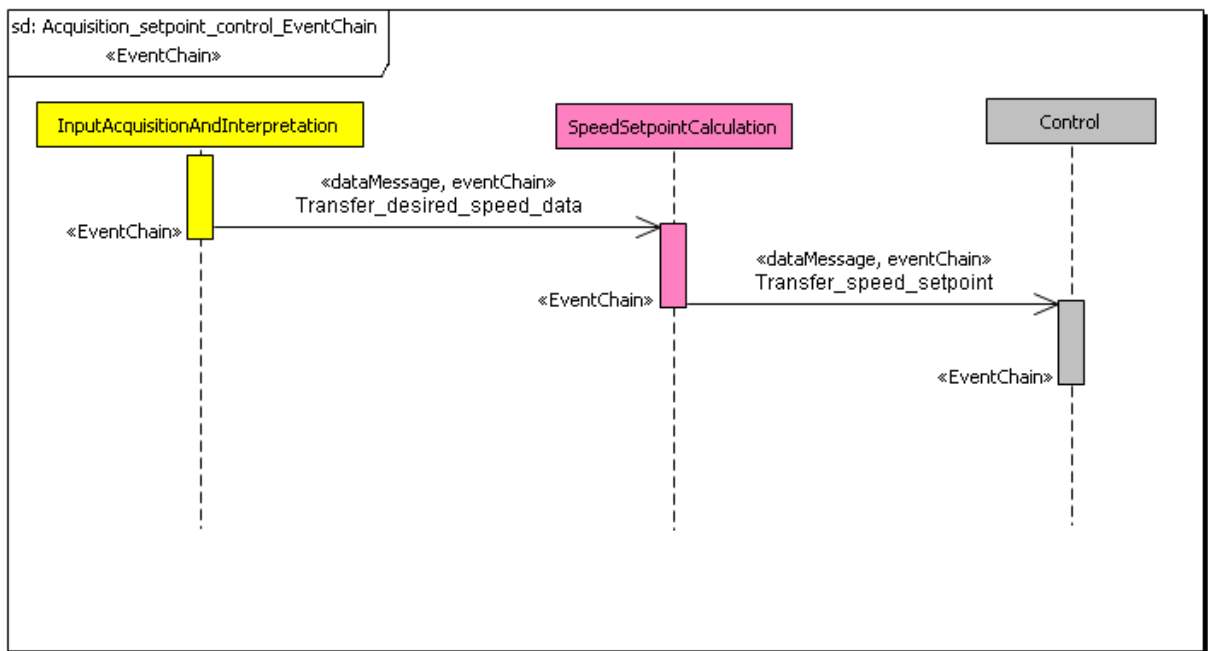 sd: Acquisition_setpoint_control_EventChain
«EventChain»
InputAcquisitionAndInterpretation
SpeedSetpointCalculation
Control
«dataMessage, eventChain»
Transfer_desired_speed_data
«EventChain»
«dataMessage, eventChain»
Transfer_speed_setpoint
«EventChain»
«EventChain»